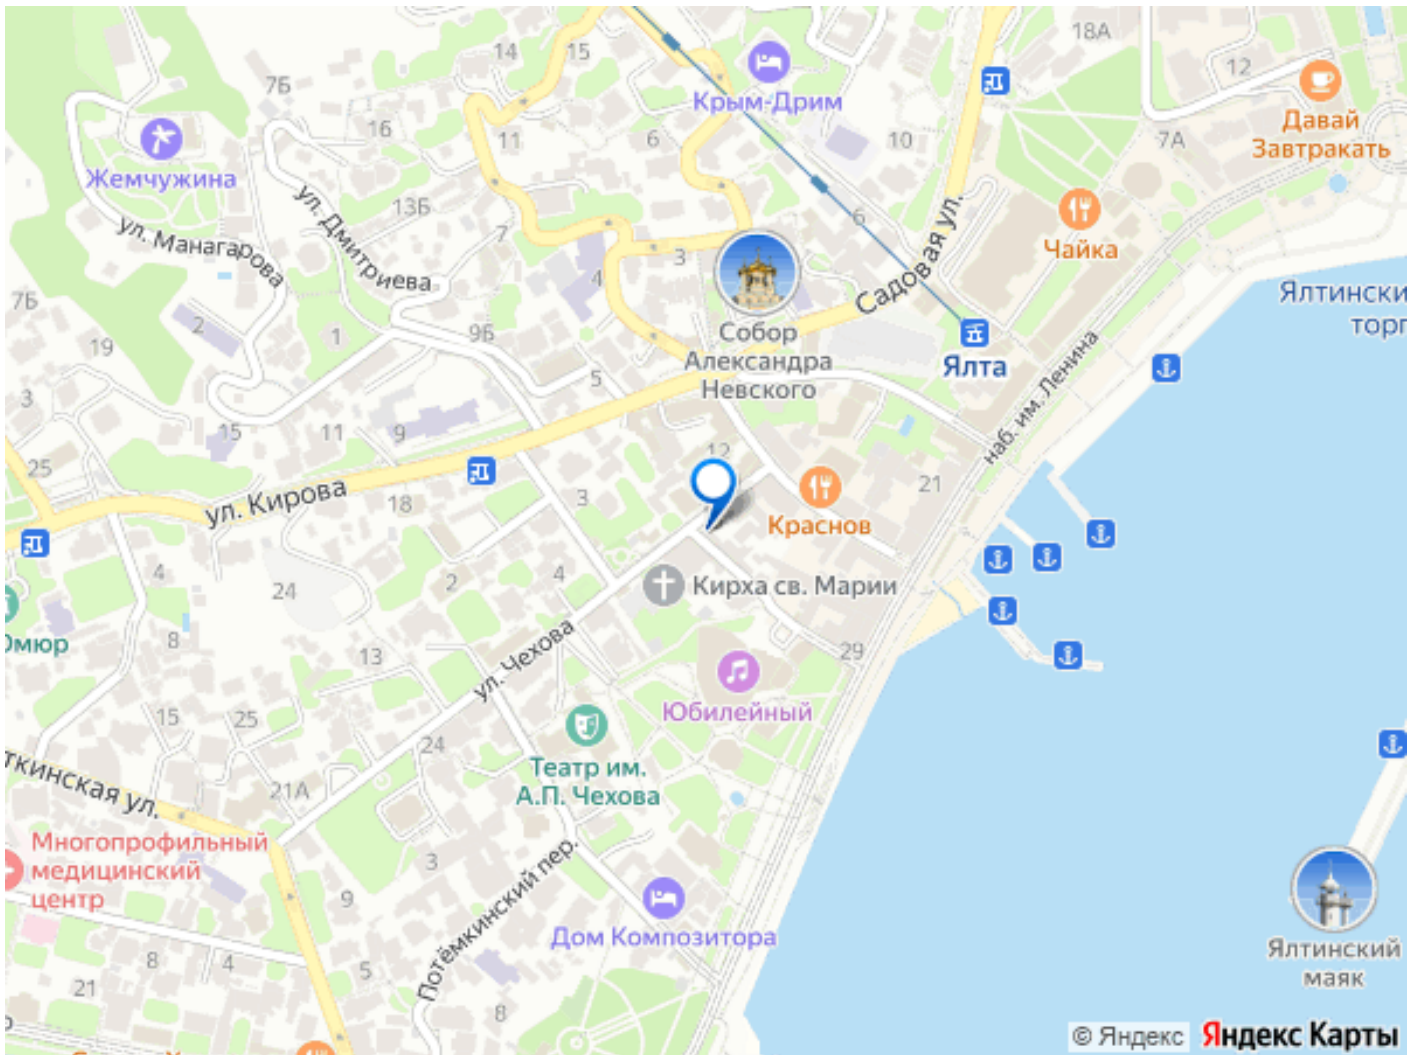 18А
14
15
12
7Б
Крым-Дрим
Давай
Завтракать
16
11
6
10
7А
Жемчужина
13Б
ул. Дмитриева
7
6
Садовая ул.
Чайка
ул. Манагарова
3
4
7Б
2
Ялтински
торг
1
9Б
19
Собор
Александра
Невского
Ялта
наб. им. Ленина
5
3
15
11
9
12
25
21
ул. Кирова
18
3
Краснов
4
24
2
4
Кирха св. Марии
8
Омюр
13
ул. Чехова
29
15
25
Юбилейный
24
Театр им.
А.П. Чехова
ткинская ул.
21А
Многопрофильный
медицинский
центр
3
Потёмкинский пер.
9
Дом Композитора
Ялтинский
маяк
8
4
5
21
8
© Яндекс
Яндекс Карты